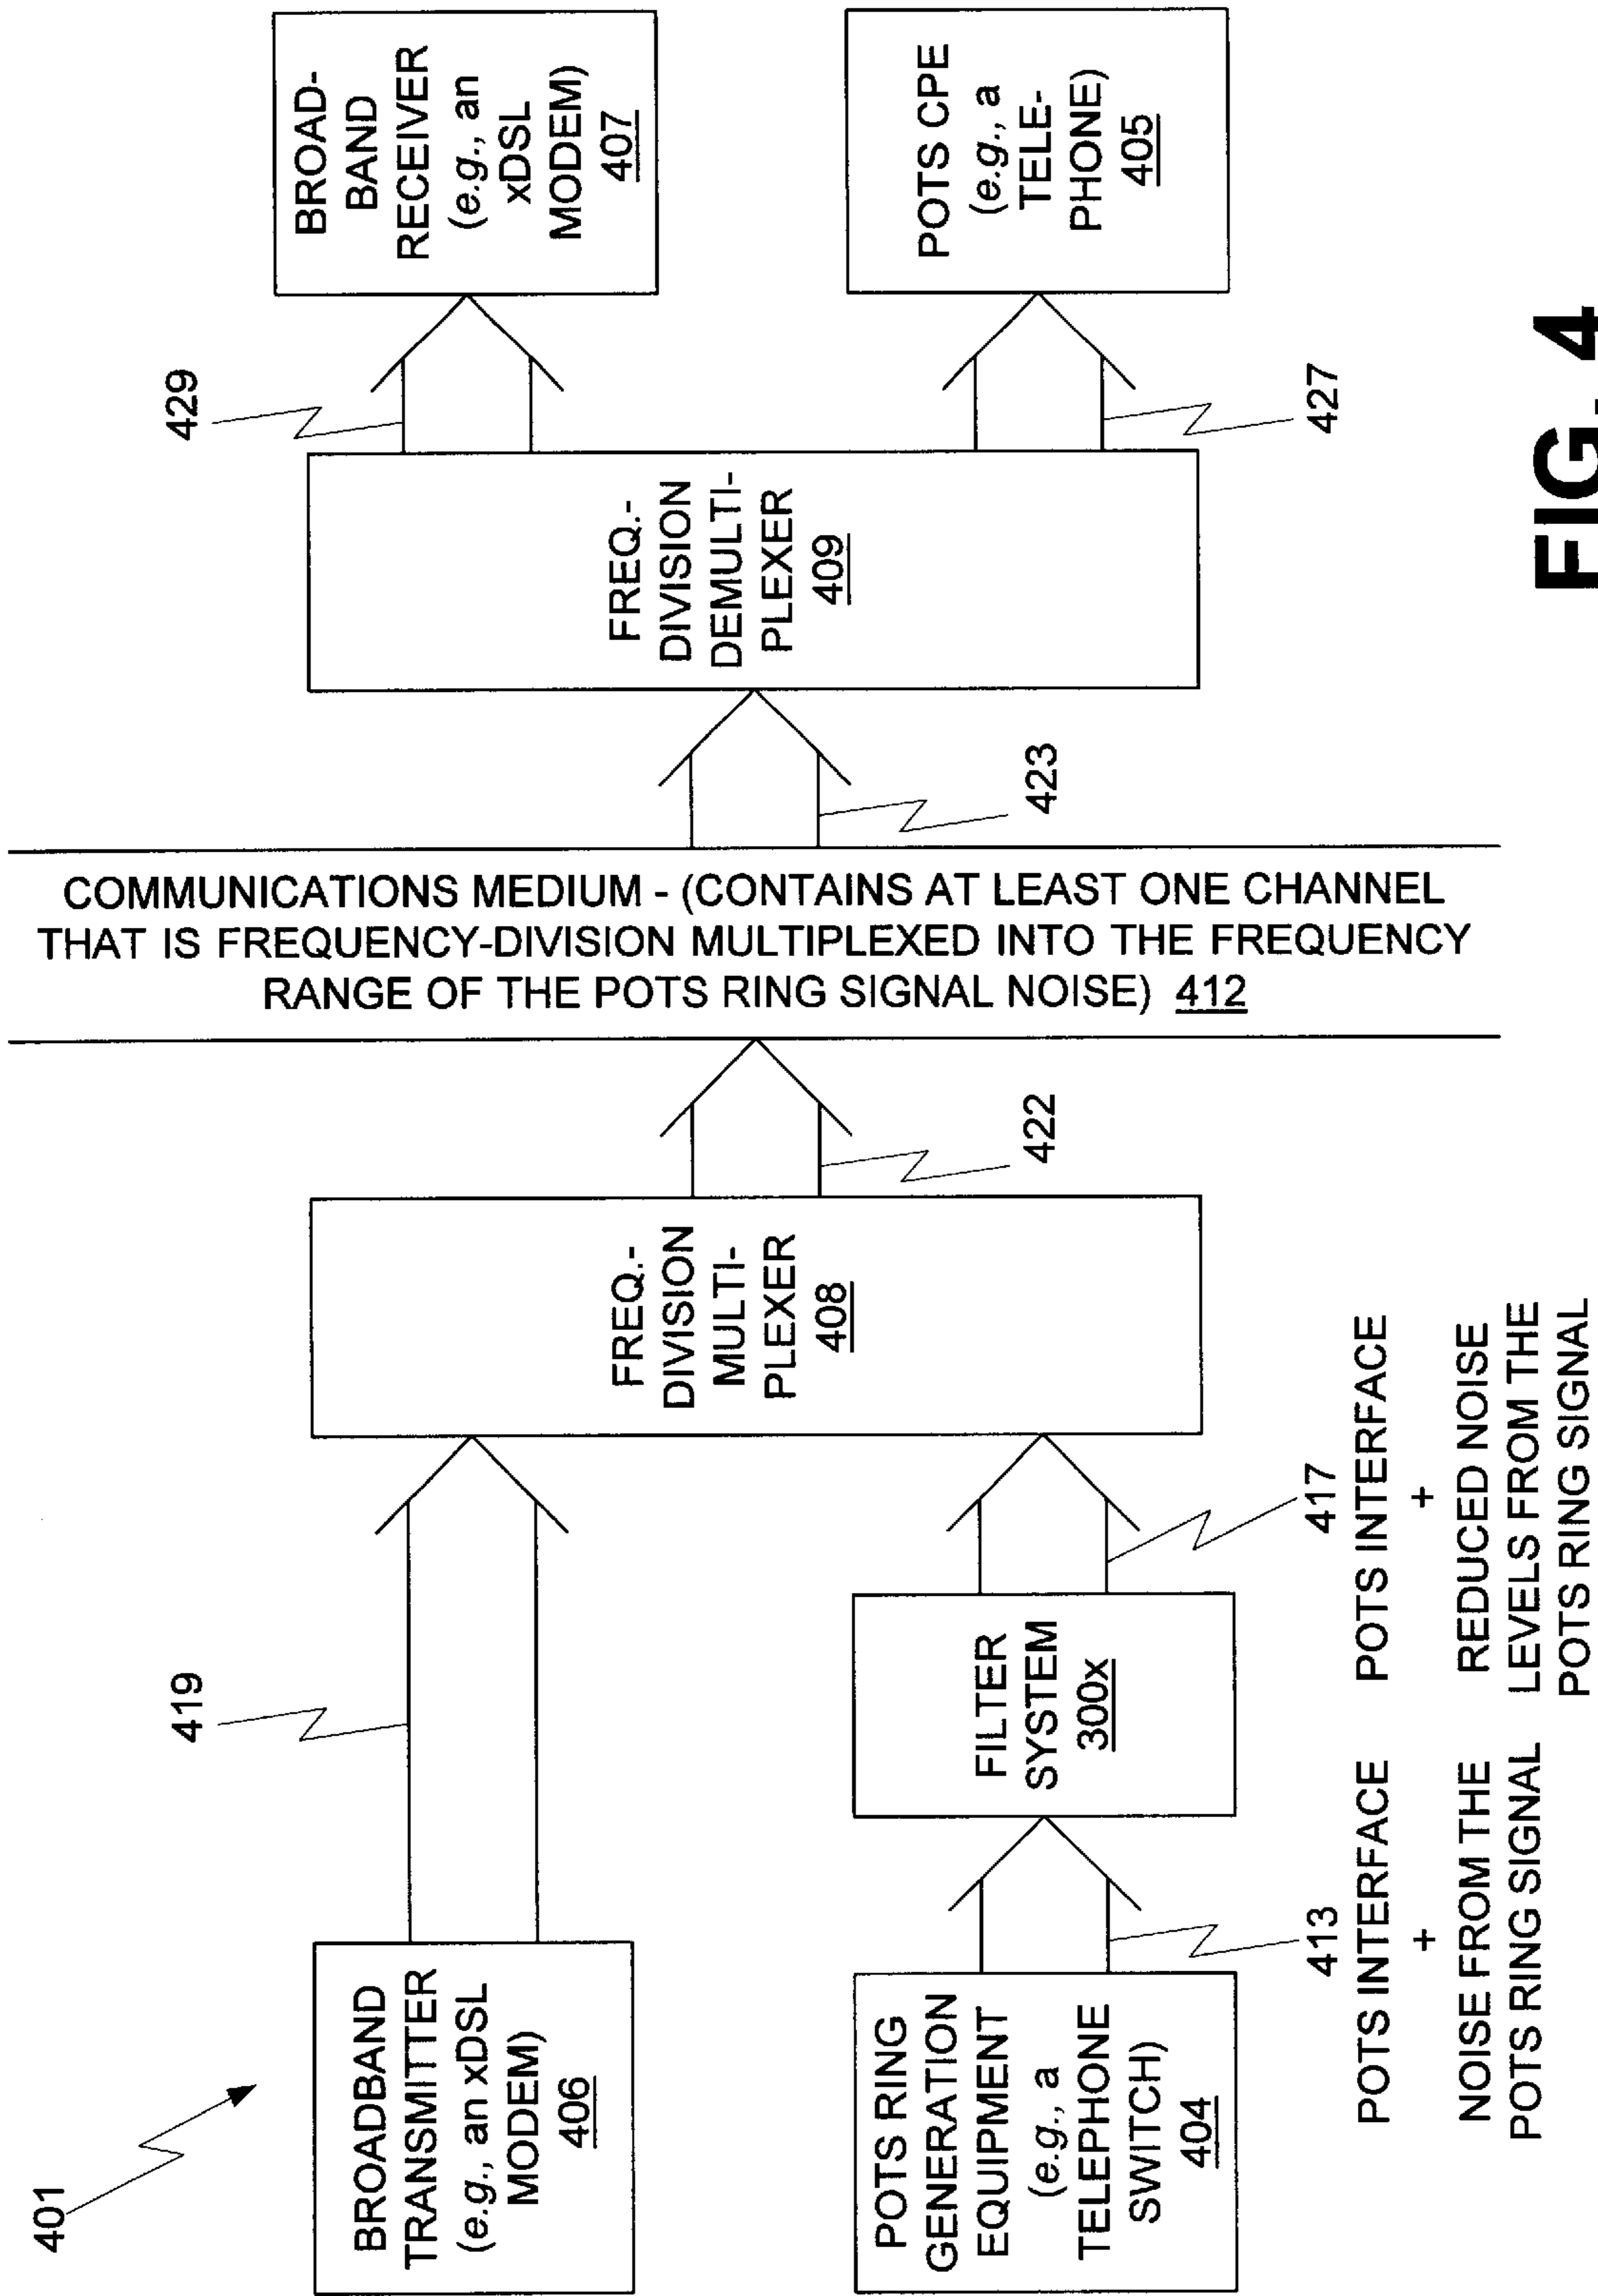 401
BROADBAND
TRANSMITTER
(e.g., an xDSL
MODEM)
406
419
POTS RING
GENERATION
EQUIPMENT
(e.g., a
TELEPHONE
SWITCH)
404
413
POTS INTERFACE
+
NOISE FROM THE
POTS RING SIGNAL
FILTER
SYSTEM
300x
417
POTS INTERFACE
+
REDUCED NOISE
LEVELS FROM THE
POTS RING SIGNAL
FREQ.-
DIVISION
MULTI-
PLEXER
408
422
COMMUNICATIONS MEDIUM - (CONTAINS AT LEAST ONE CHANNEL
THAT IS FREQUENCY-DIVISION MULTIPLEXED INTO THE FREQUENCY
RANGE OF THE POTS RING SIGNAL NOISE) 412
423
FREQ.-
DIVISION
DEMULTI-
PLEXER
409
429
BROAD-
BAND
RECEIVER
(e.g., an
xDSL
MODEM)
407
427
POTS CPE
(e.g., a
TELE-
PHONE)
405
FIG. 4